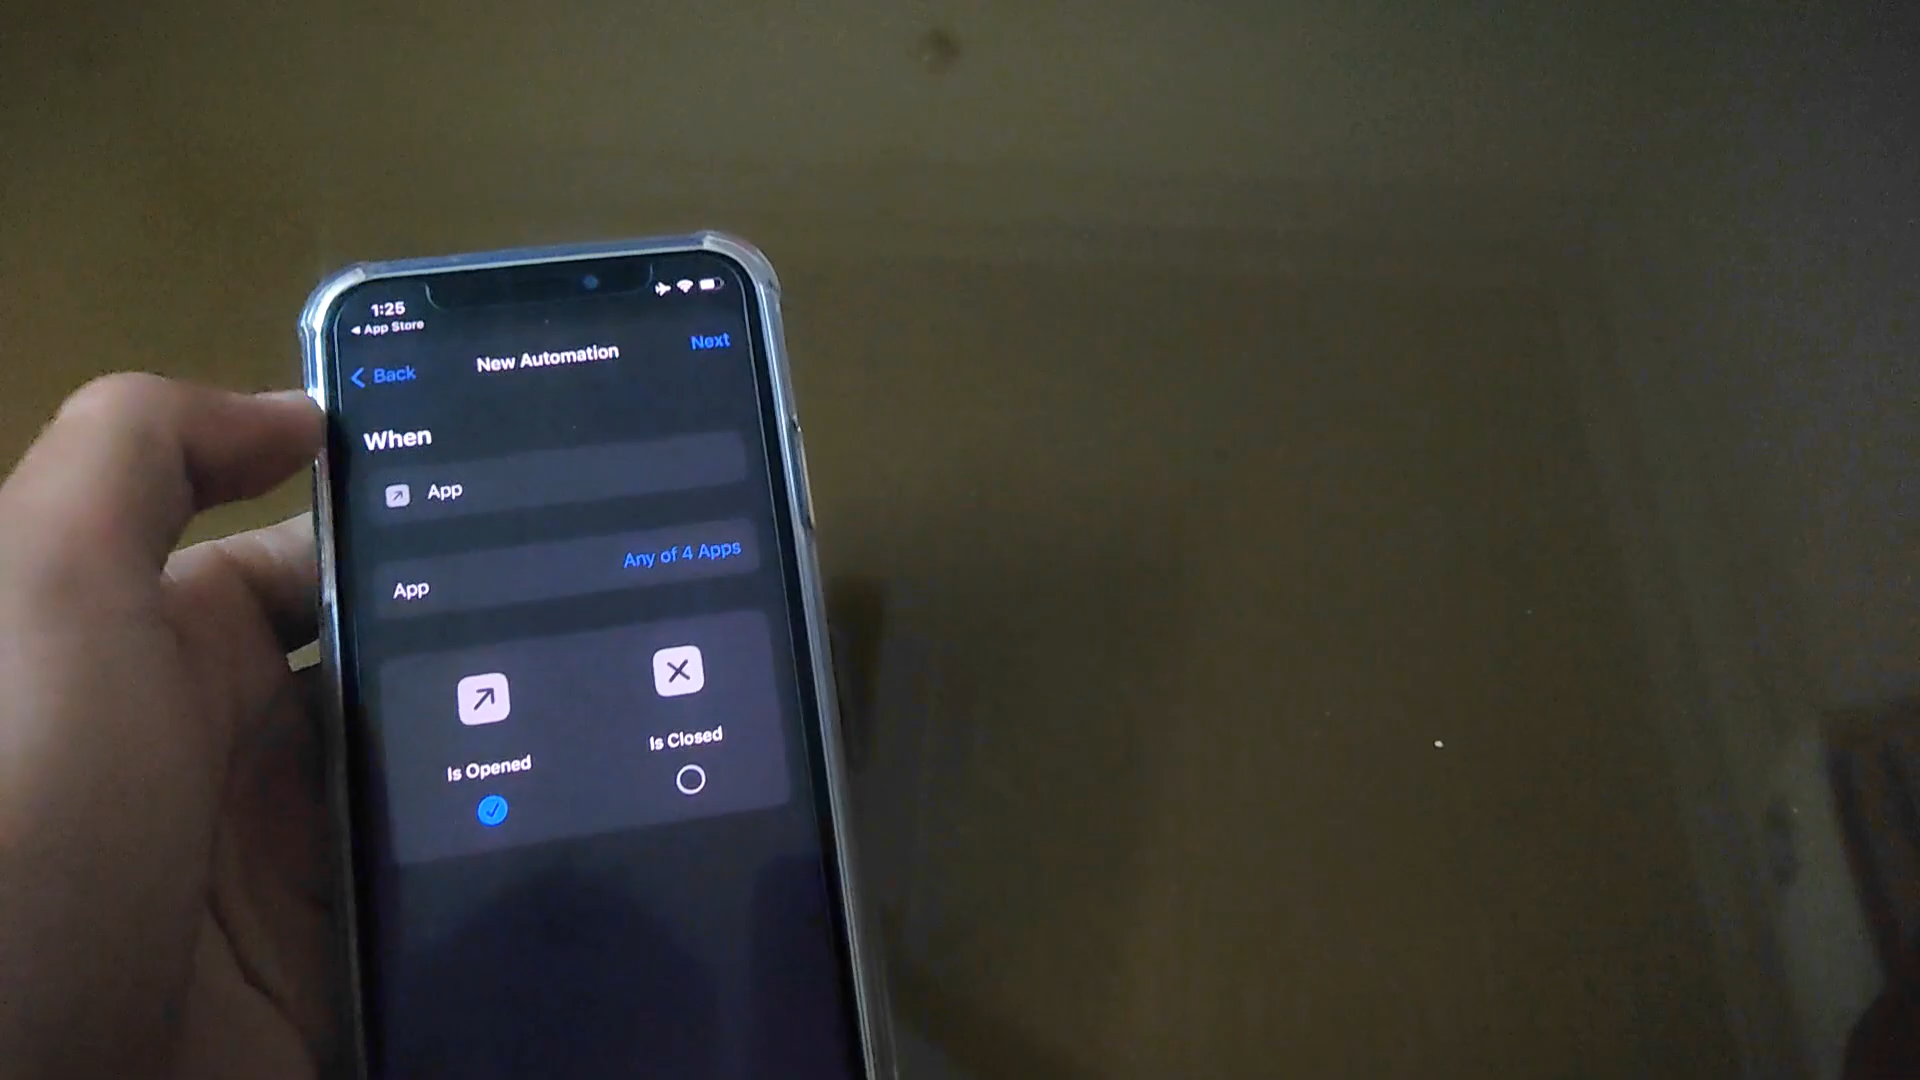 1:25
◂ App Store
Back
New Automation
Next
When
App
App
Any of 4 Apps
Is Opened
Is Closed